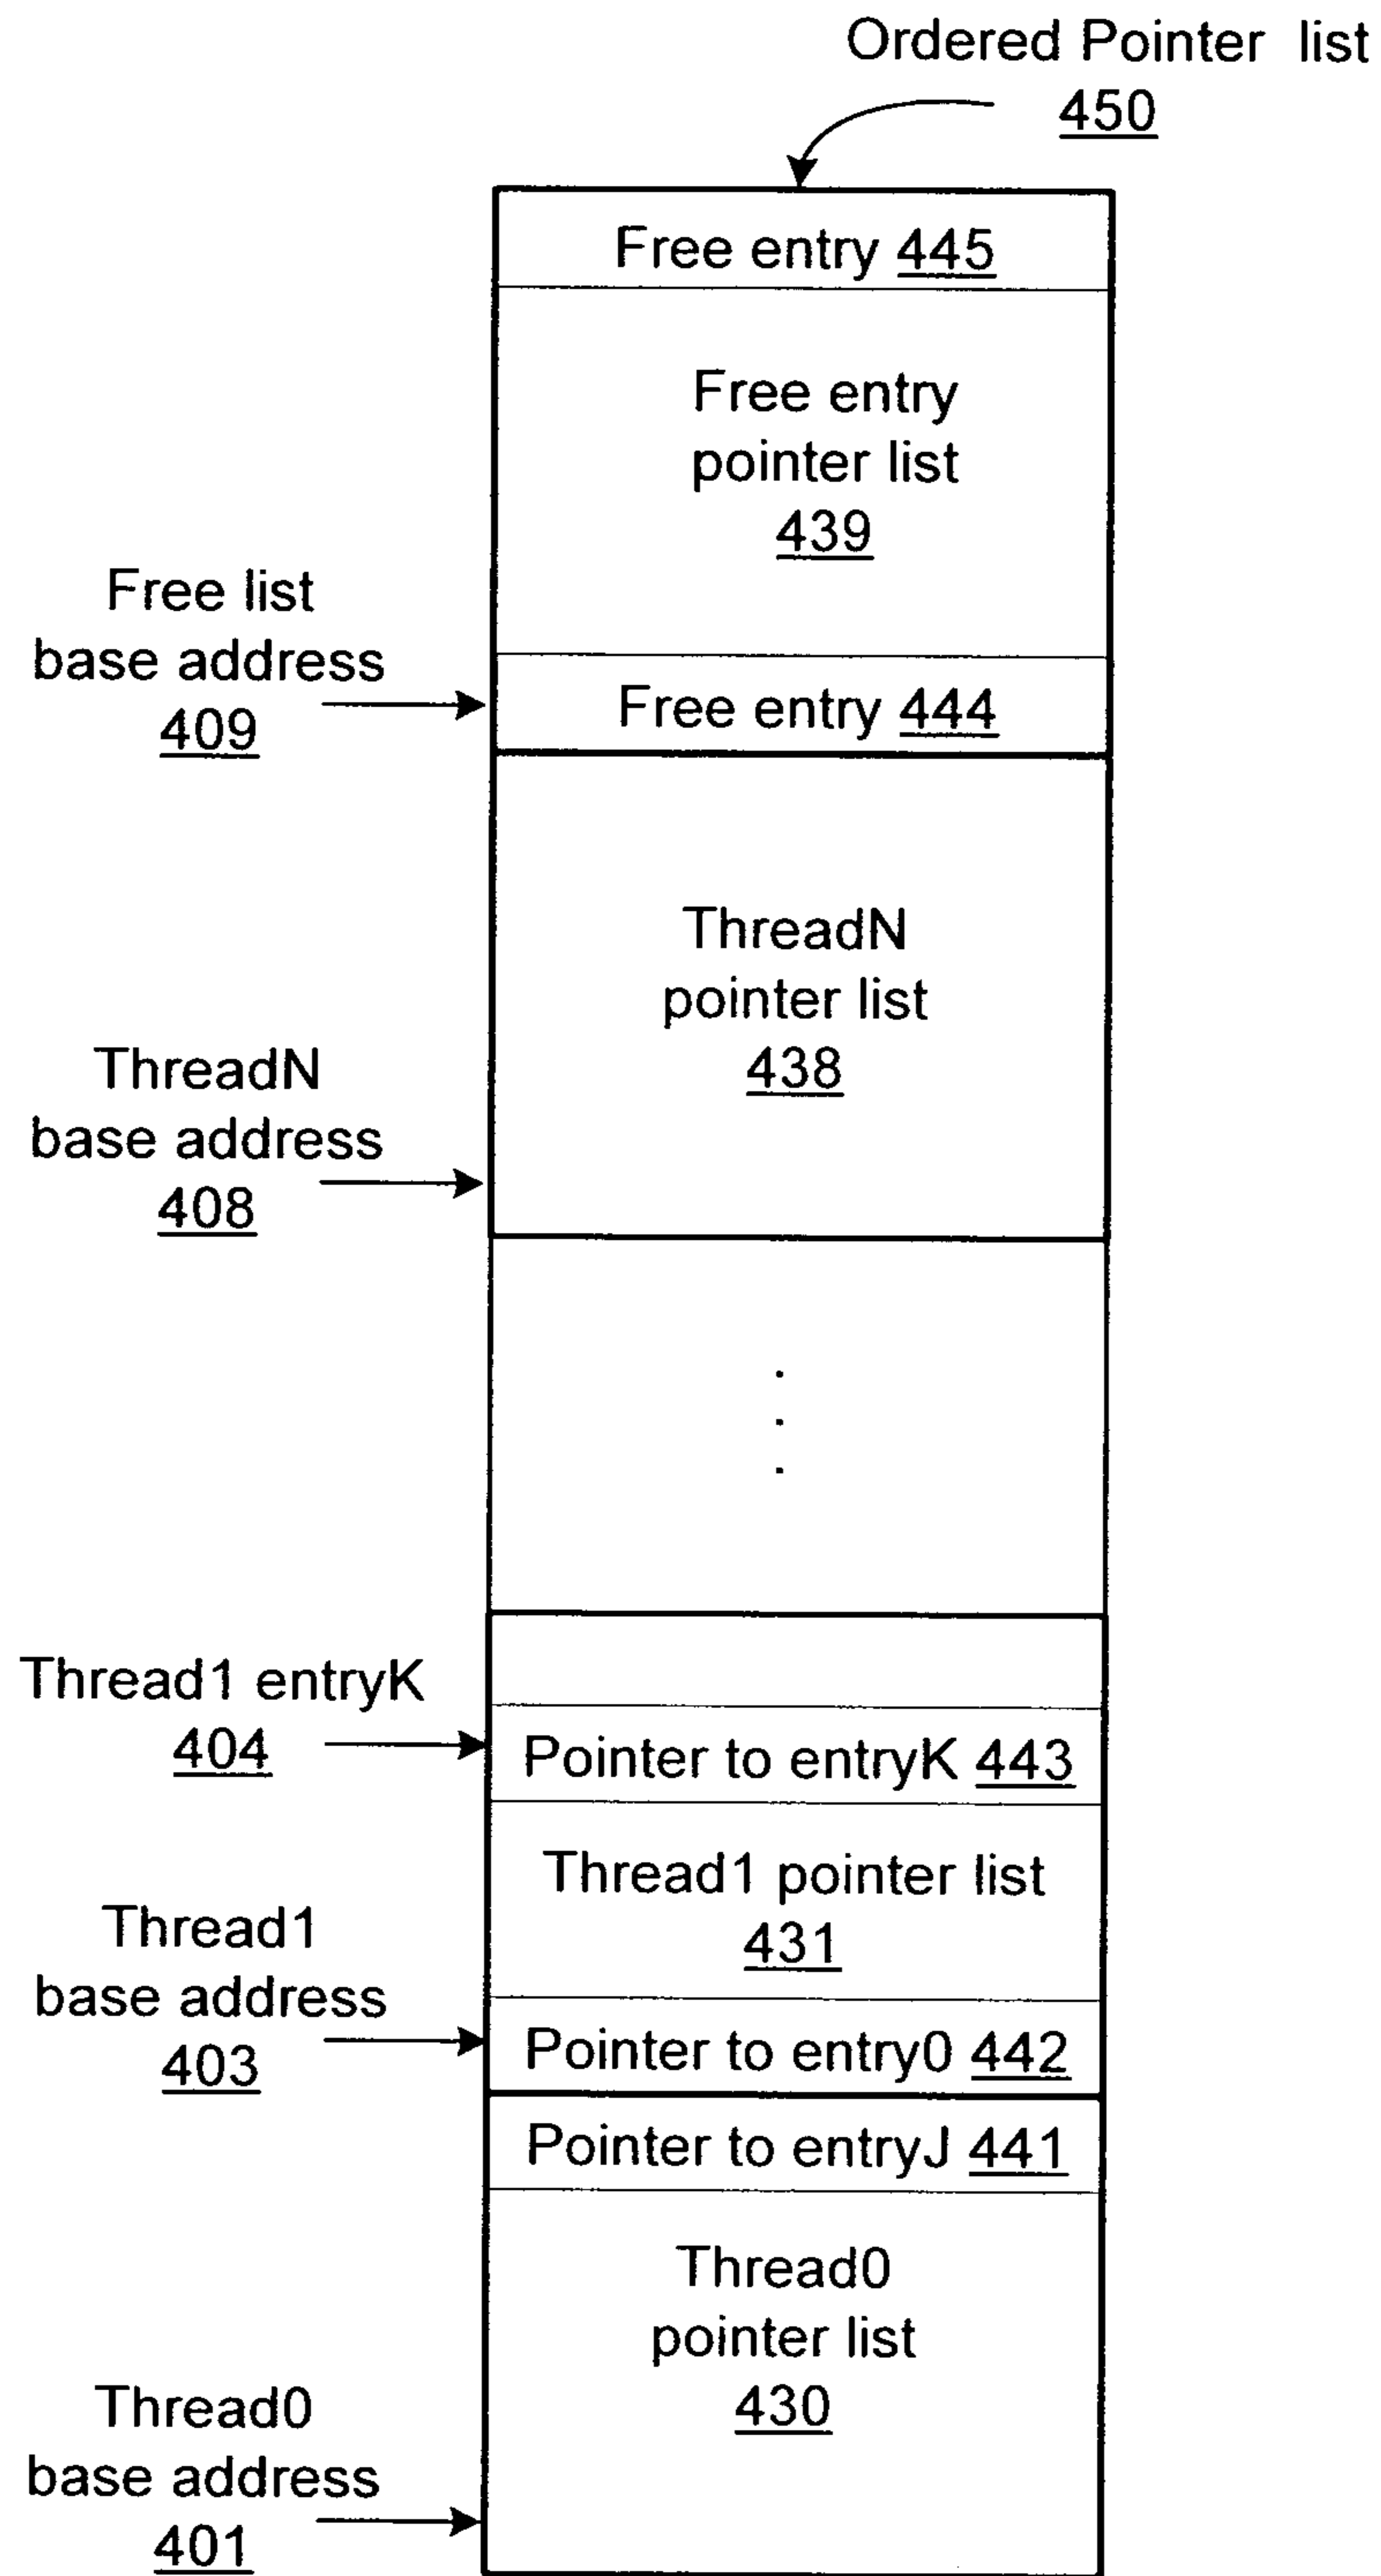 Ordered Pointer list
450
Free entry 445
Free entry
pointer list
439
Free list
base address
409
Free entry 444
ThreadN
pointer list
438
ThreadN
base address
408
.
.
.
Thread1 entryK
404
Pointer to entryK 443
Thread1 pointer list
431
Thread1
base address
403
Pointer to entry0 442
Pointer to entryJ 441
Thread0
pointer list
430
Thread0
base address
401